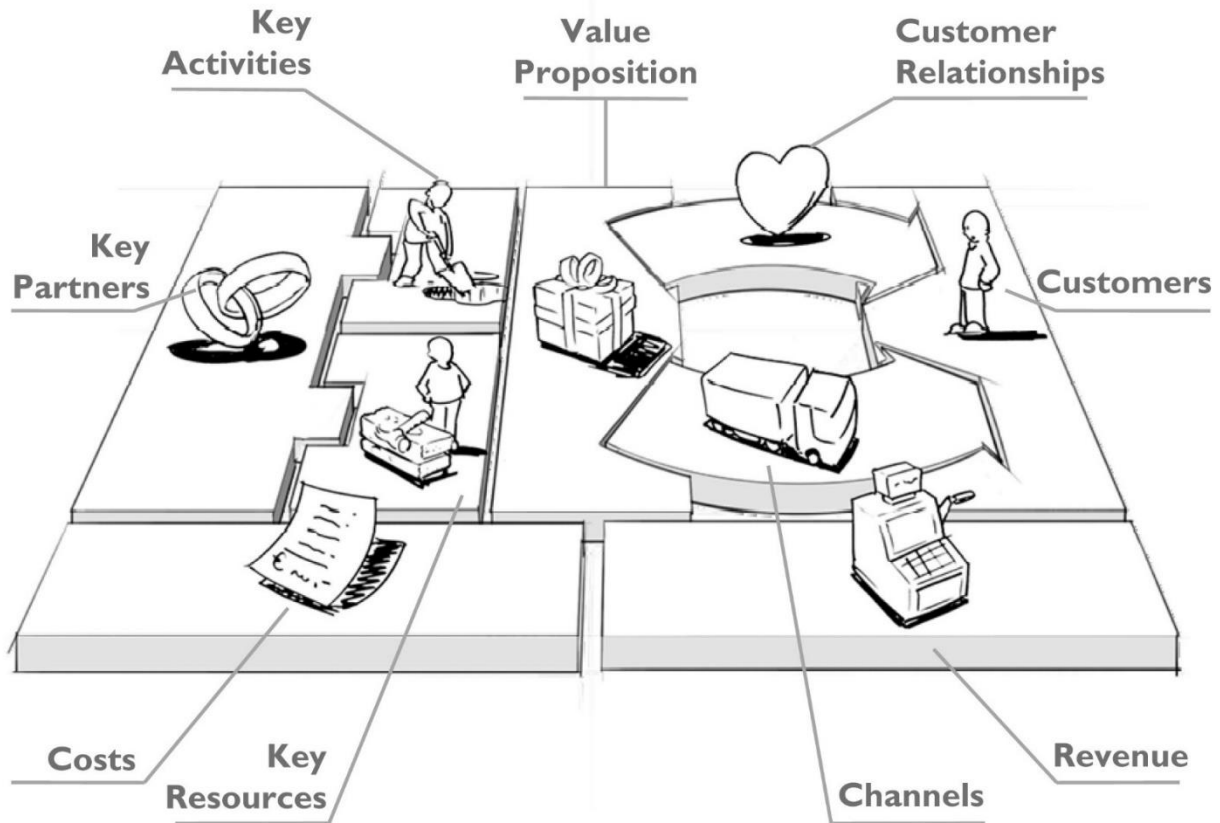 Key
Activities
Value
Proposition
Customer
Relationships
Key
Partners
Customers
Costs
Key
Resources
Channels
Revenue